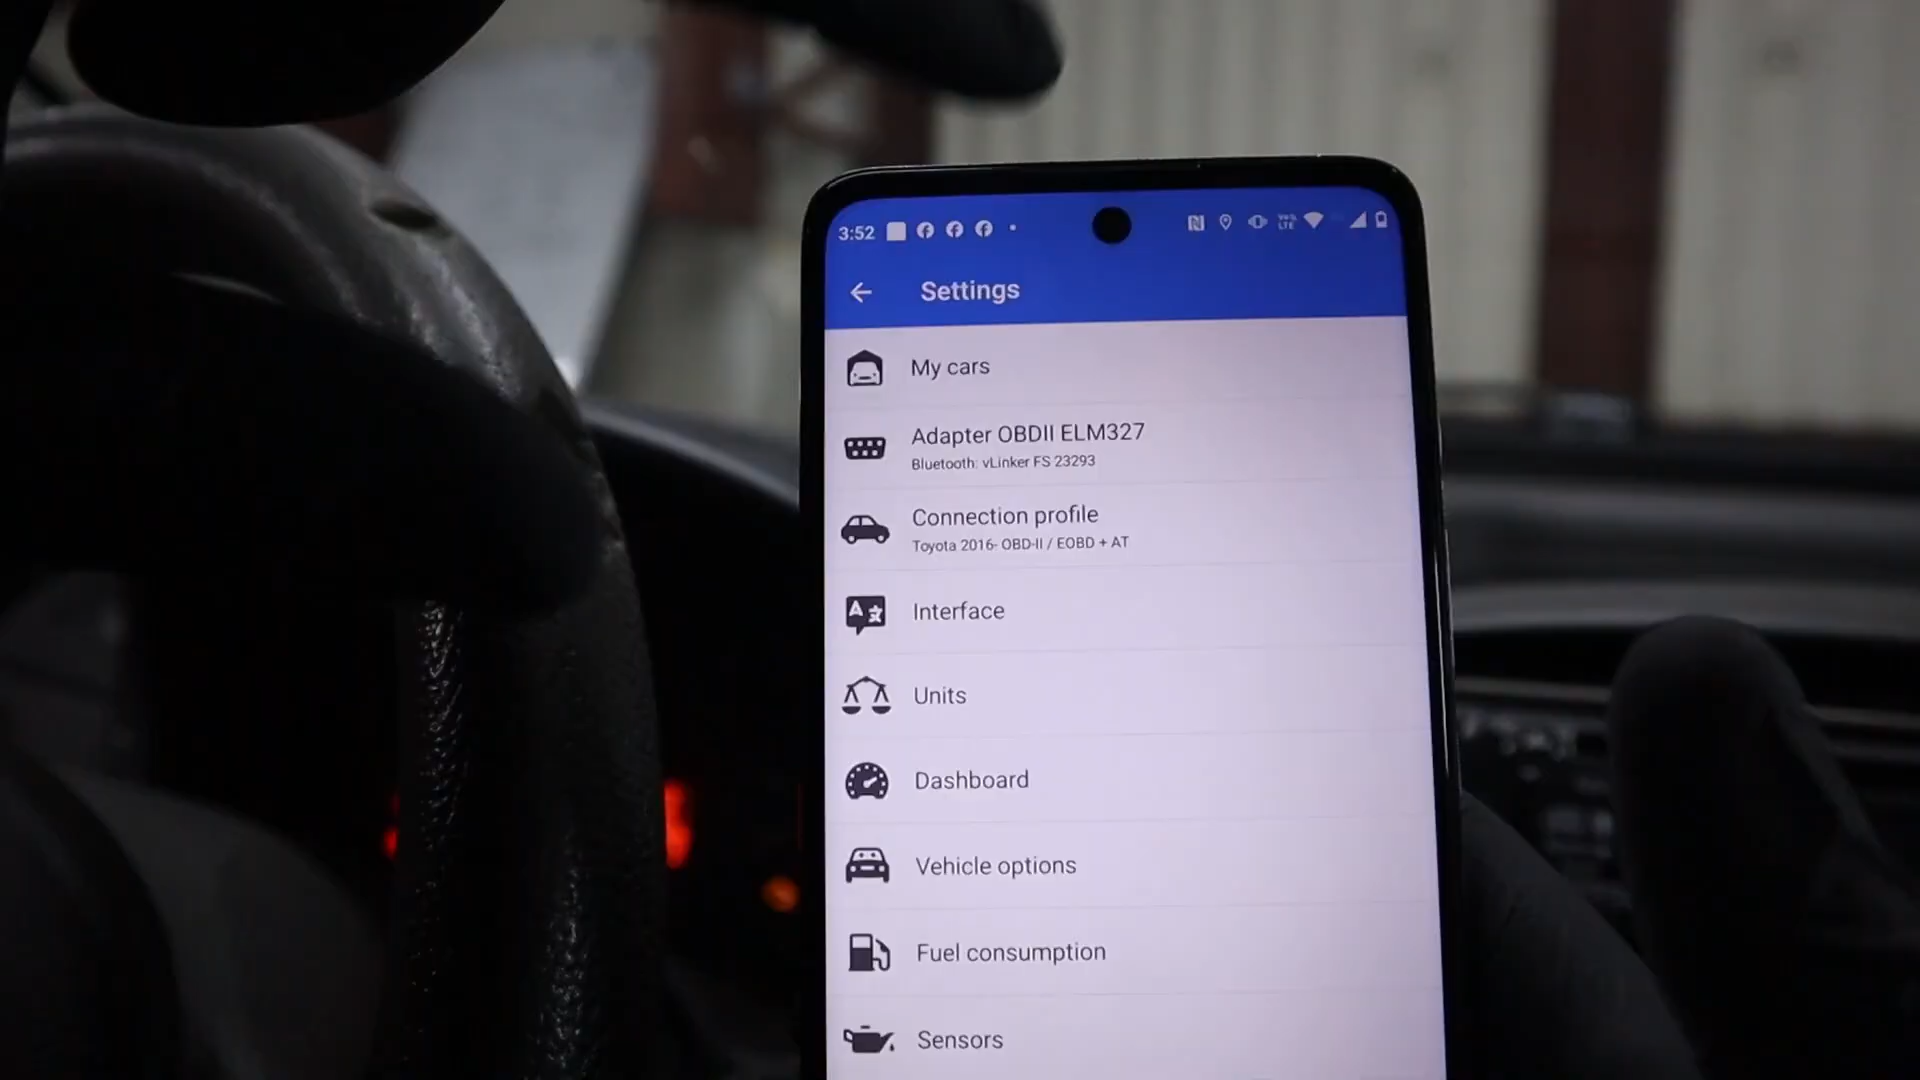 3:52
Settings
My cars
Adapter OBDII ELM327
Bluetooth: vLinker FS 23293
Connection profile
Toyota 2016- OBD-II / EOBD + AT
Interface
Units
Dashboard
Vehicle options
Fuel consumption
Sensors